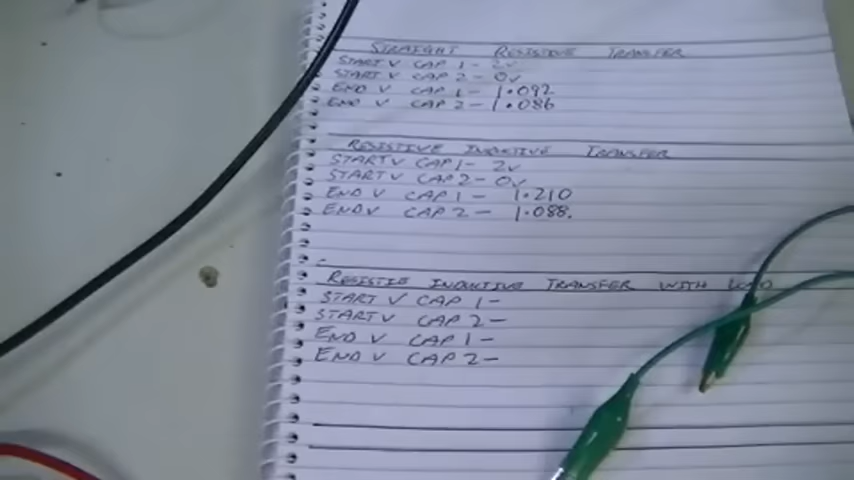 STRAIGHT RESISTIVE TRANSFER
START V CAP 1- 2v
START V CAP 2- 0v
END V CAP 1- 1.092
END V CAP 2- 1.086
RESISTIVE INDUCTIVE TRANSFER
START V CAP 1- 2v
START V CAP 2- 0v
END V CAP 1- 1.210
END V CAP 2- 1.088.
RESISTIE INDUCTIVE TRANSFER WITH LOAD
START V CAP 1-
START V CAP 2-
END V CAP 1-
END V CAP 2-